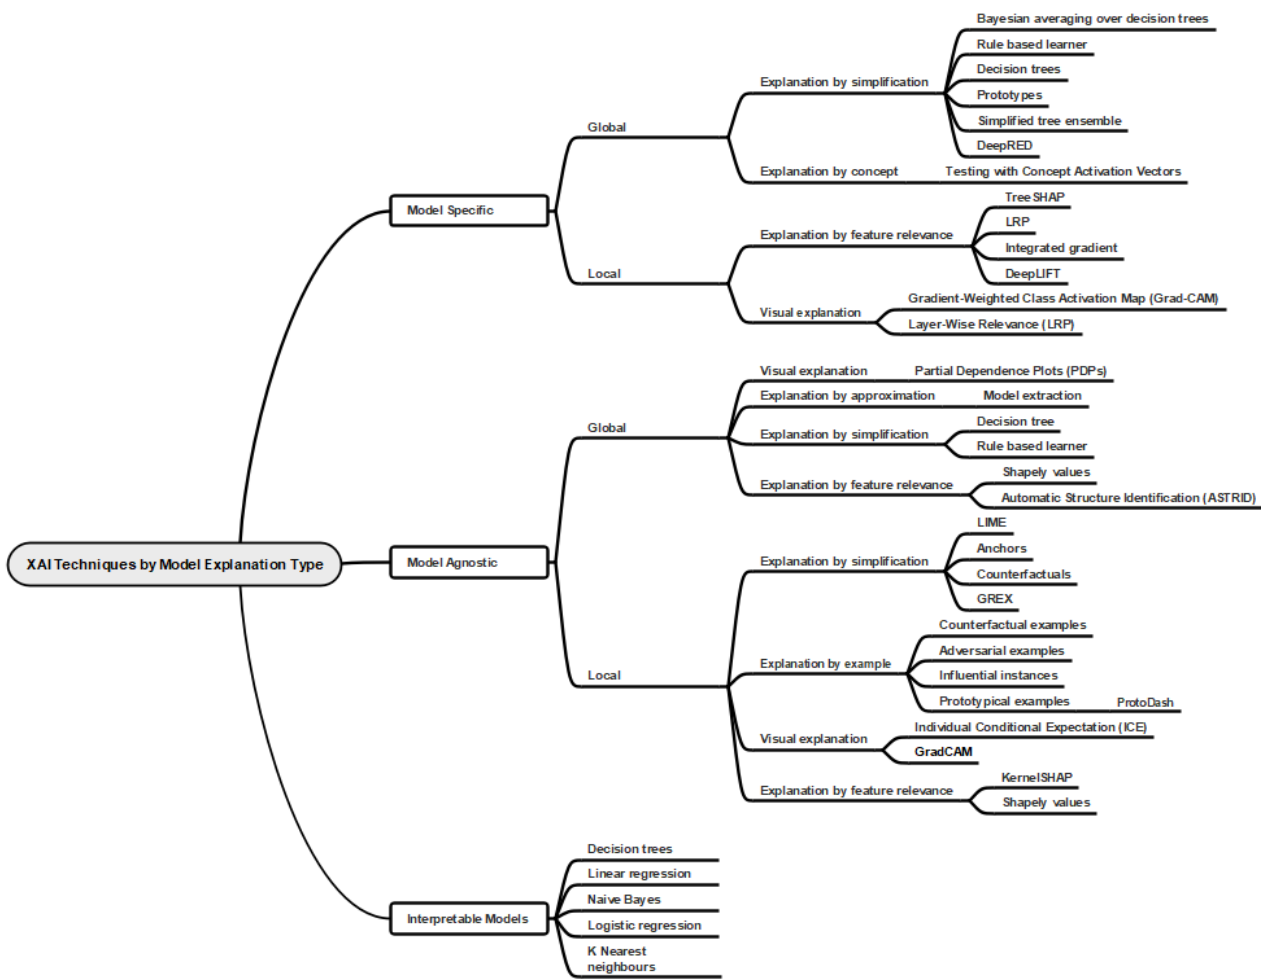 XAI Techniques by Model Explanation Type
Model Specific
Global
Explanation by simplification
Bayesian averaging over decision trees
Rule based learner
Decision trees
Prototypes
Simplified tree ensemble
DeepRED
Explanation by concept
Testing with Concept Activation Vectors
Local
Explanation by feature relevance
TreeSHAP
LRP
Integrated gradient
DeepLIFT
Visual explanation
Gradient-Weighted Class Activation Map (Grad-CAM)
Layer-Wise Relevance (LRP)
Model Agnostic
Global
Visual explanation
Partial Dependence Plots (PDPs)
Explanation by approximation
Model extraction
Explanation by simplification
Decision tree
Rule based learner
Explanation by feature relevance
Shapely values
Automatic Structure Identification (ASTRID)
Local
Explanation by simplification
LIME
Anchors
Counterfactuals
GREX
Explanation by example
Counterfactual examples
Adversarial examples
Influential instances
Prototypical examples
ProtoDash
Visual explanation
Individual Conditional Expectation (ICE)
GradCAM
Explanation by feature relevance
KernelSHAP
Shapely values
Interpretable Models
Decision trees
Linear regression
Naive Bayes
Logistic regression
K Nearest
neighbours